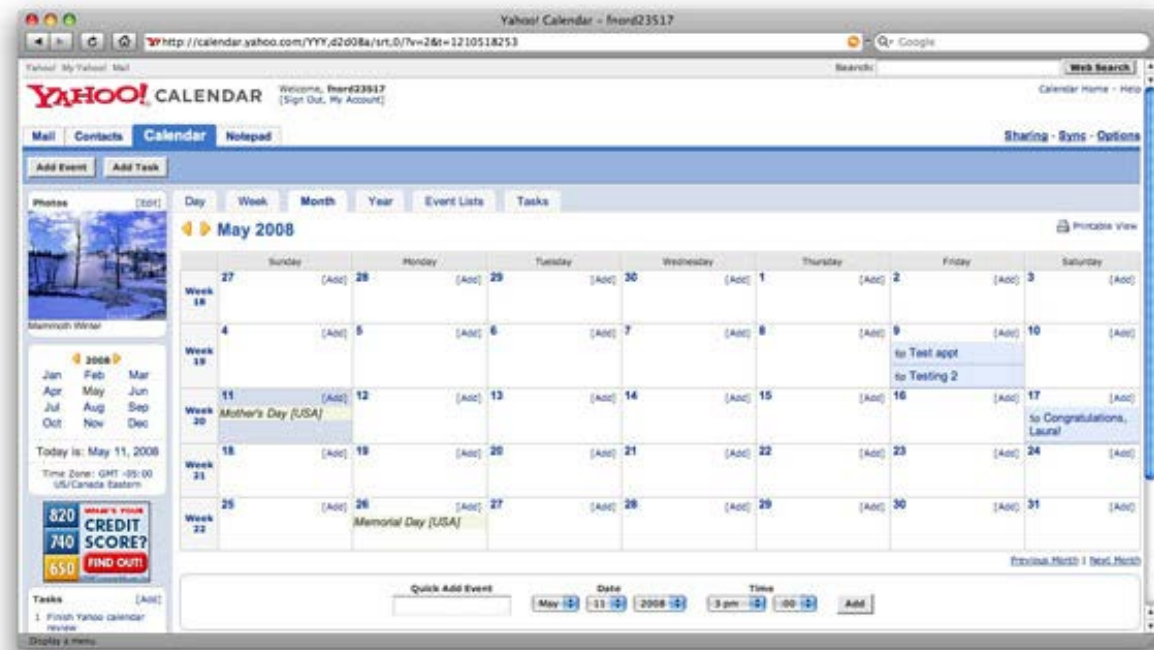 Yahoo! Calendar – fnord23517
http://calendar.yahoo.com/YYY,d2d08a/srt,0/?v=2&t=1210518253
Google
Yahoo! My Yahoo! Mail
Search:
Web Search
YAHOO! CALENDAR
Welcome, fnord23517
[Sign Out, My Account]
Calendar Home - Help
Mail Contacts Calendar Notepad
Sharing - Sync - Options
Add Event Add Task
Photos [Edit]
Mammoth Winter
2008
Jan Feb Mar
Apr May Jun
Jul Aug Sep
Oct Nov Dec
Today is: May 11, 2008
Time Zone: GMT -05:00
US/Canada Eastern
820
740
650
WHAT'S YOUR
CREDIT
SCORE?
FIND OUT!
Tasks [Add]
1 Finish Yahoo calendar
review
Day Week Month Year Event Lists Tasks
May 2008
Printable View
Sunday Monday Tuesday Wednesday Thursday Friday Saturday
Week 18
27 [Add] 28 [Add] 29 [Add] 30 [Add] 1 [Add] 2 [Add] 3 [Add]
Week 19
4 [Add] 5 [Add] 6 [Add] 7 [Add] 8 [Add] 9 [Add] 10 [Add]
Test appt
Testing 2
Week 20
11 [Add] 12 [Add] 13 [Add] 14 [Add] 15 [Add] 16 [Add] 17 [Add]
Mother's Day [USA]
Congratulations,
Laura!
Week 21
18 [Add] 19 [Add] 20 [Add] 21 [Add] 22 [Add] 23 [Add] 24 [Add]
Week 22
25 [Add] 26 [Add] 27 [Add] 28 [Add] 29 [Add] 30 [Add] 31 [Add]
Memorial Day [USA]
Previous Month | Next Month
Quick Add Event Date Time
May 11 2008 3 pm :00 Add
Display a menu